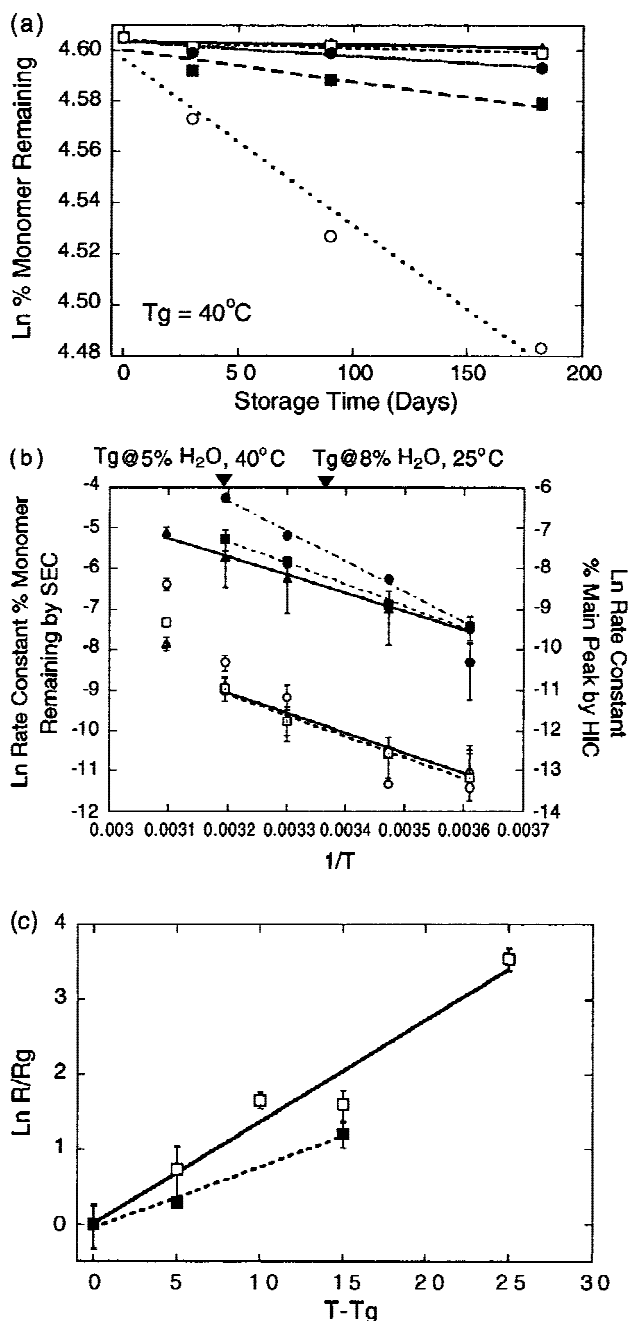 (a)
4.60
4.58
4.56
4.54
4.52
4.50
4.48
Ln % Monomer Remaining
Tg = 40°C
0 50 100 150 200
Storage Time (Days)
(b)
Tg@5% H2O, 40°C Tg@8% H2O, 25°C
-4
-5
-6
-7
-8
-9
-10
-11
-12
Ln Rate Constant % Monomer
Remaining by SEC
-6
-7
-8
-9
-10
-11
-12
-13
-14
Ln Rate Constant
% Main Peak by HIC
0.003 0.0031 0.0032 0.0033 0.0034 0.0035 0.0036 0.0037
1/T
(c)
4
3
2
1
0
Ln R/Rg
0 5 10 15 20 25 30
T-Tg